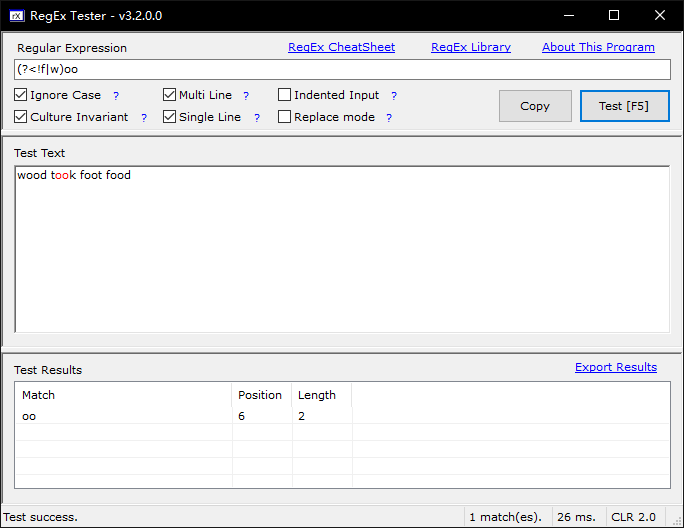 rX RegEx Tester - v3.2.0.0
Regular Expression RegEx CheatSheet RegEx Library About This Program
(?<!f|w)oo
Ignore Case ? Multi Line ? Indented Input ?
Culture Invariant ? Single Line ? Replace mode ?
Copy Test [F5]
Test Text
wood took foot food
Test Results Export Results
Match Position Length
oo 6 2
Test success. 1 match(es). 26 ms. CLR 2.0